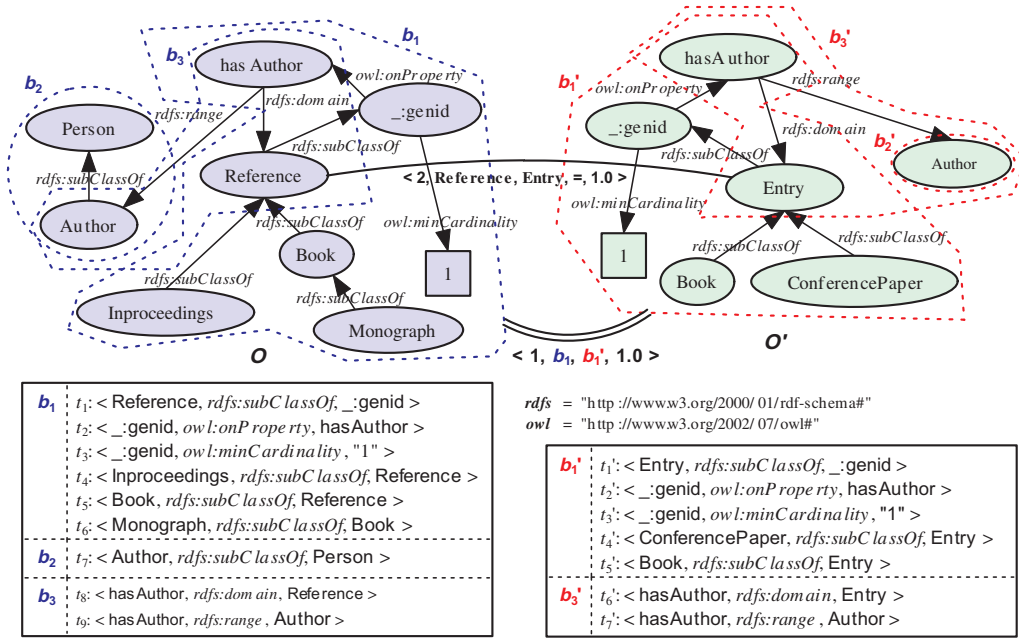 b1
b3
has Author
owl:onProperty
b2
rdfs:domain
rdfs:range
_:genid
Person
rdfs:subClassOf
Reference
rdfs:subClassOf
Author
rdfs:subClassOf
owl:minCardinality
Book
1
rdfs:subClassOf
rdfs:subClassOf
Inproceedings
Monograph
O
< 2, Reference, Entry, =, 1.0 >
< 1, b1, b1', 1.0 >
b3'
hasAuthor
b1'
owl:onProperty
rdfs:range
_:genid
rdfs:domain
b2'
Author
rdfs:subClassOf
Entry
owl:minCardinality
1
rdfs:subClassOf
rdfs:subClassOf
Book
ConferencePaper
O'
b1
t1: < Reference, rdfs:subClassOf, _:genid >
t2: < _:genid, owl:onProperty, hasAuthor >
t3: < _:genid, owl:minCardinality, "1" >
t4: < Inproceedings, rdfs:subClassOf, Reference >
t5: < Book, rdfs:subClassOf, Reference >
t6: < Monograph, rdfs:subClassOf, Book >
b2
t7: < Author, rdfs:subClassOf, Person >
b3
t8: < hasAuthor, rdfs:domain, Reference >
t9: < hasAuthor, rdfs:range, Author >
rdfs = "http://www.w3.org/2000/01/rdf-schema#"
owl = "http://www.w3.org/2002/07/owl#"
b1'
t1': < Entry, rdfs:subClassOf, _:genid >
t2': < _:genid, owl:onProperty, hasAuthor >
t3': < _:genid, owl:minCardinality, "1" >
t4': < ConferencePaper, rdfs:subClassOf, Entry >
t5': < Book, rdfs:subClassOf, Entry >
b3'
t6': < hasAuthor, rdfs:domain, Entry >
t7': < hasAuthor, rdfs:range, Author >